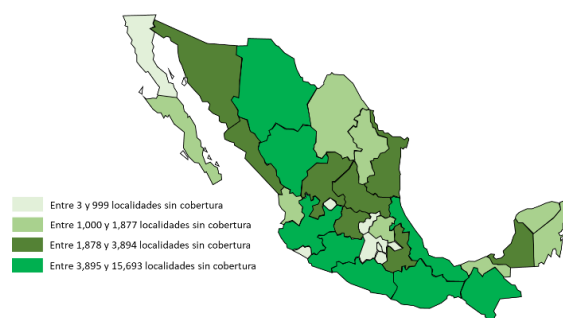 Entre 3 y 999 localidades sin cobertura
Entre 1,000 y 1,877 localidades sin cobertura
Entre 1,878 y 3,894 localidades sin cobertura
Entre 3,895 y 15,693 localidades sin cobertura